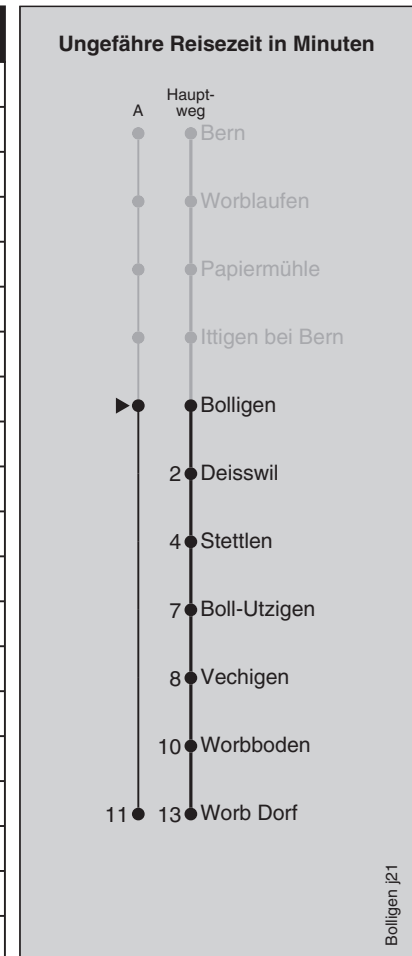 Ungefähre Reisezeit in Minuten
A
Haupt-
weg
Bern
Worblaufen
Papiermühle
Ittigen bei Bern
Bolligen
2 Deisswil
4 Stettlen
7 Boll-Utzigen
8 Vechigen
10 Worbboden
11 13 Worb Dorf
Bolligen j21